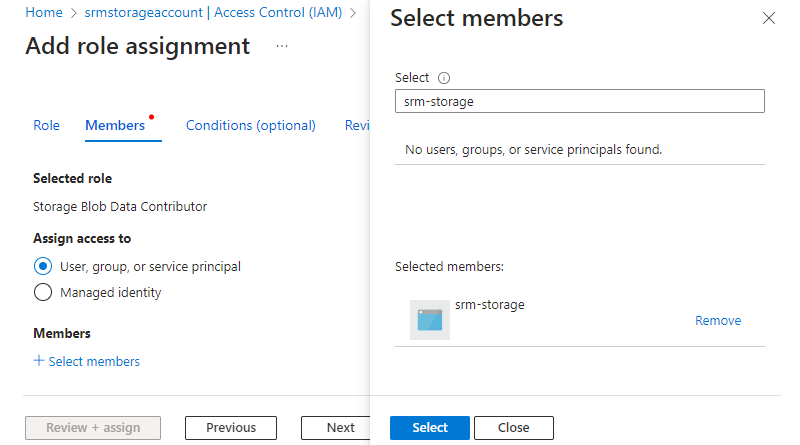 Home > srmstorageaccount | Access Control (IAM) >
Add role assignment ...
Role Members Conditions (optional) Revi
Selected role
Storage Blob Data Contributor
Assign access to
User, group, or service principal
Managed identity
Members
+ Select members
Review + assign Previous Next
Select members
Select
srm-storage
No users, groups, or service principals found.
Selected members:
srm-storage
Remove
Select Close